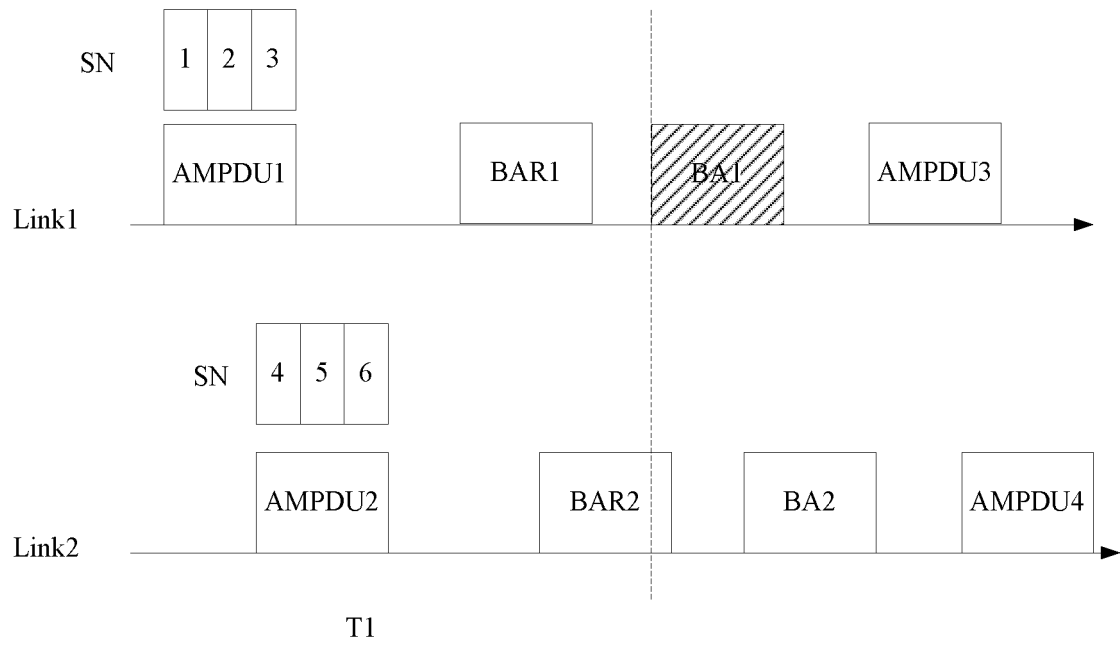 SN 1 2 3
AMPDU1 BAR1 BA1 AMPDU3
Link1
SN 4 5 6
AMPDU2 BAR2 BA2 AMPDU4
Link2
T1